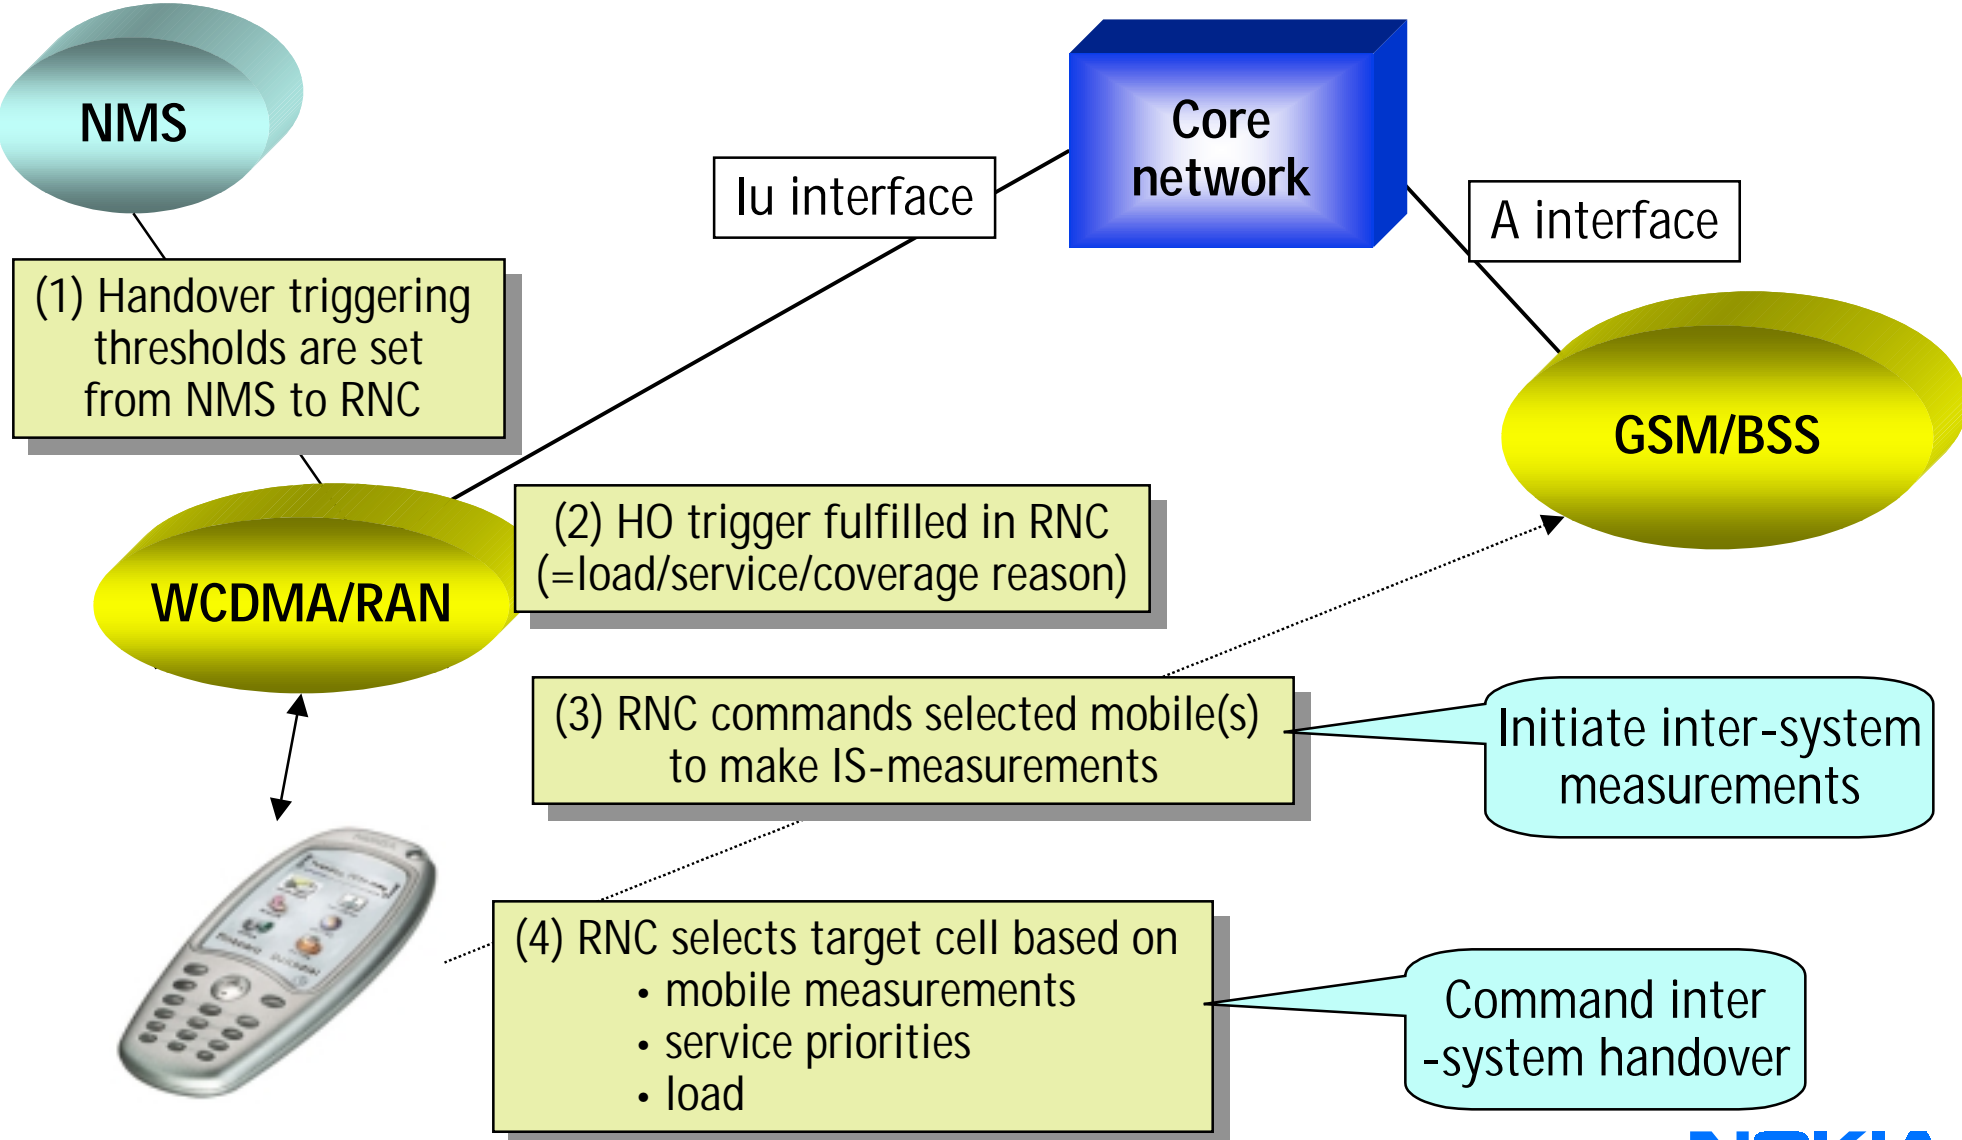 NMS
Core
network
Iu interface
A interface
(1) Handover triggering
thresholds are set
from NMS to RNC
GSM/BSS
(2) HO trigger fulfilled in RNC
(=load/service/coverage reason)
WCDMA/RAN
(3) RNC commands selected mobile(s)
to make IS-measurements
Initiate inter-system
measurements
(4) RNC selects target cell based on
• mobile measurements
• service priorities
• load
Command inter
-system handover
NOKIA